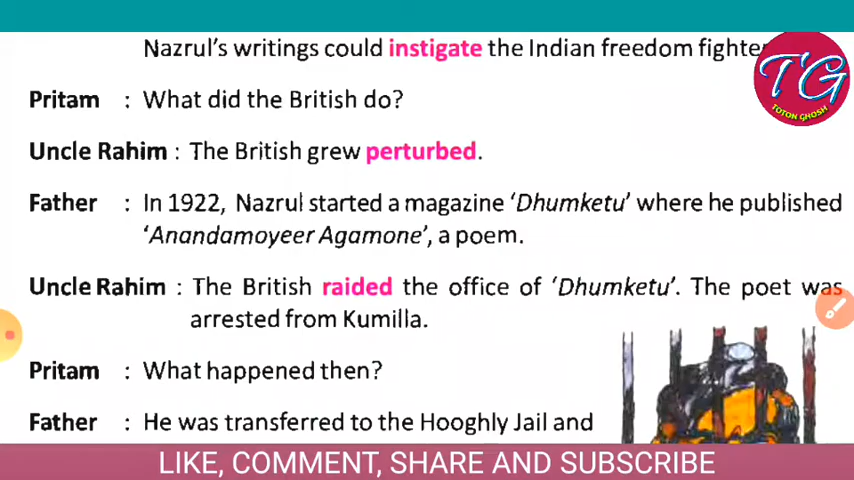 Nazrul's writings could instigate the Indian freedom
TG
TOTON GHOSH
Pritam : What did the British do?
Uncle Rahim : The British grew perturbed.
Father : In 1922, Nazrul started a magazine 'Dhumketu' where he published
'Anandamoyeer Agamone', a poem.
Uncle Rahim : The British raided the office of 'Dhumketu'. The poet was
arrested from Kumilla.
Pritam : What happened then?
Father : He was transferred to the Hooghly Jail and
LIKE, COMMENT, SHARE AND SUBSCRIBE